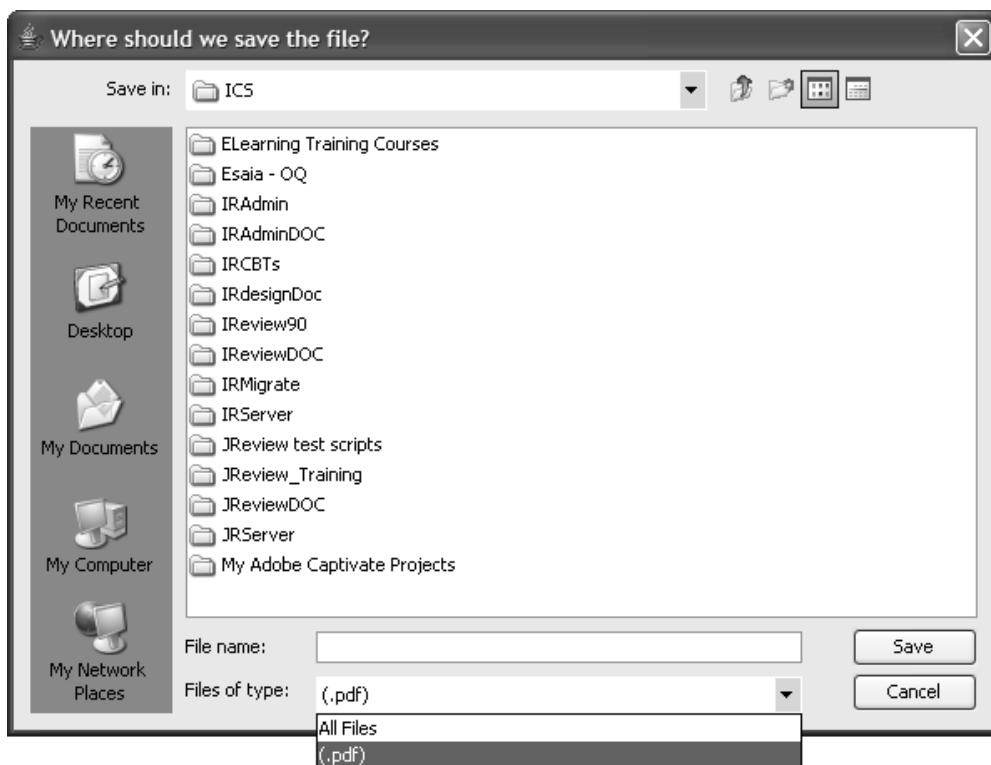 Where should we save the file?
Save in:
ICS
My Recent
Documents
Desktop
My Documents
My Computer
My Network
Places
ELearning Training Courses
Esaia - OQ
IRAdmin
IRAdminDOC
IRCBTs
IRdesignDoc
IReview90
IReviewDOC
IRMigrate
IRServer
JReview test scripts
JReview_Training
JReviewDOC
JRServer
My Adobe Captivate Projects
File name:
Save
Files of type:
(.pdf)
Cancel
All Files
(.pdf)